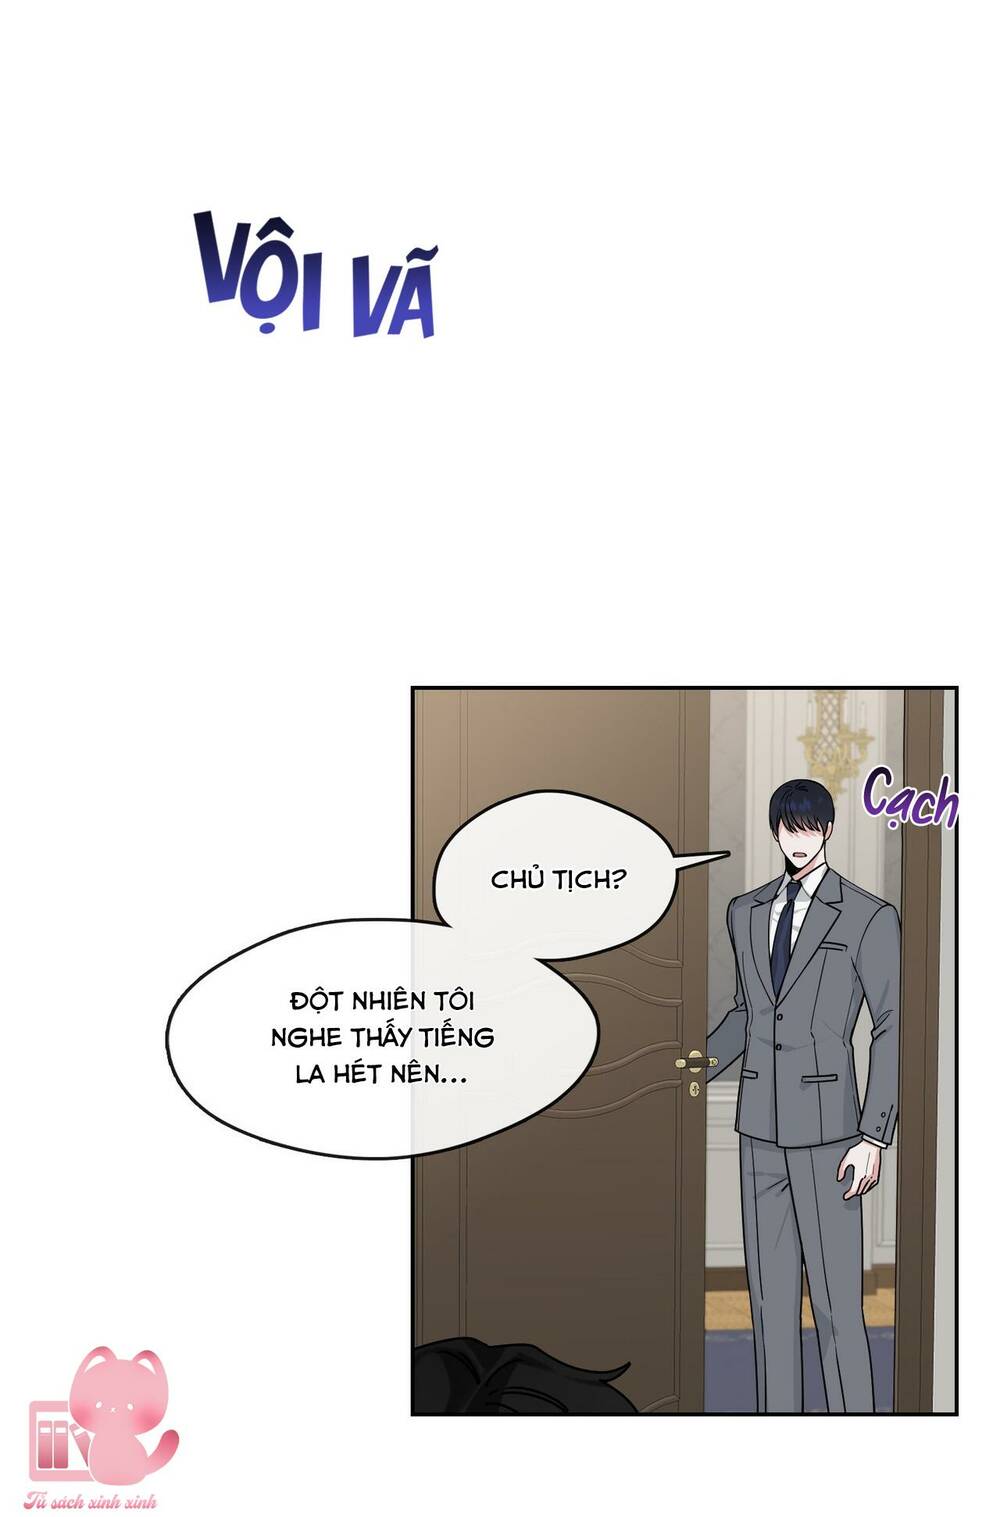 VỘI VÃ
Cạch
CHỦ TỊCH?
ĐỘT NHIÊN TÔI
NGHE THẤY TIẾNG
LA HÉT NÊN...
Tủ sách xinh xinh